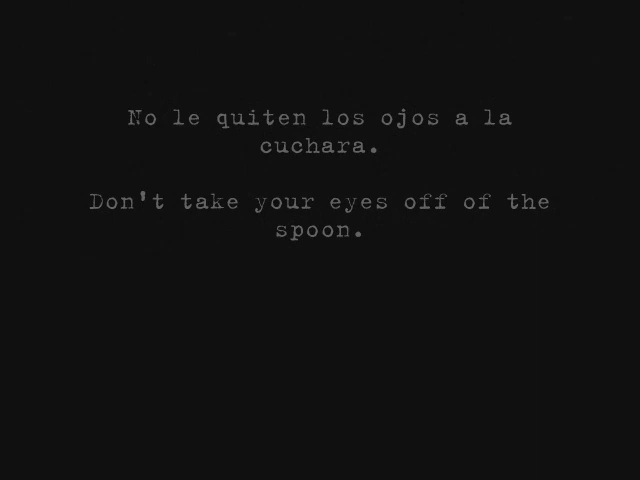 No le quiten los ojos a la
cuchara.
Don't take your eyes off of the
spoon.